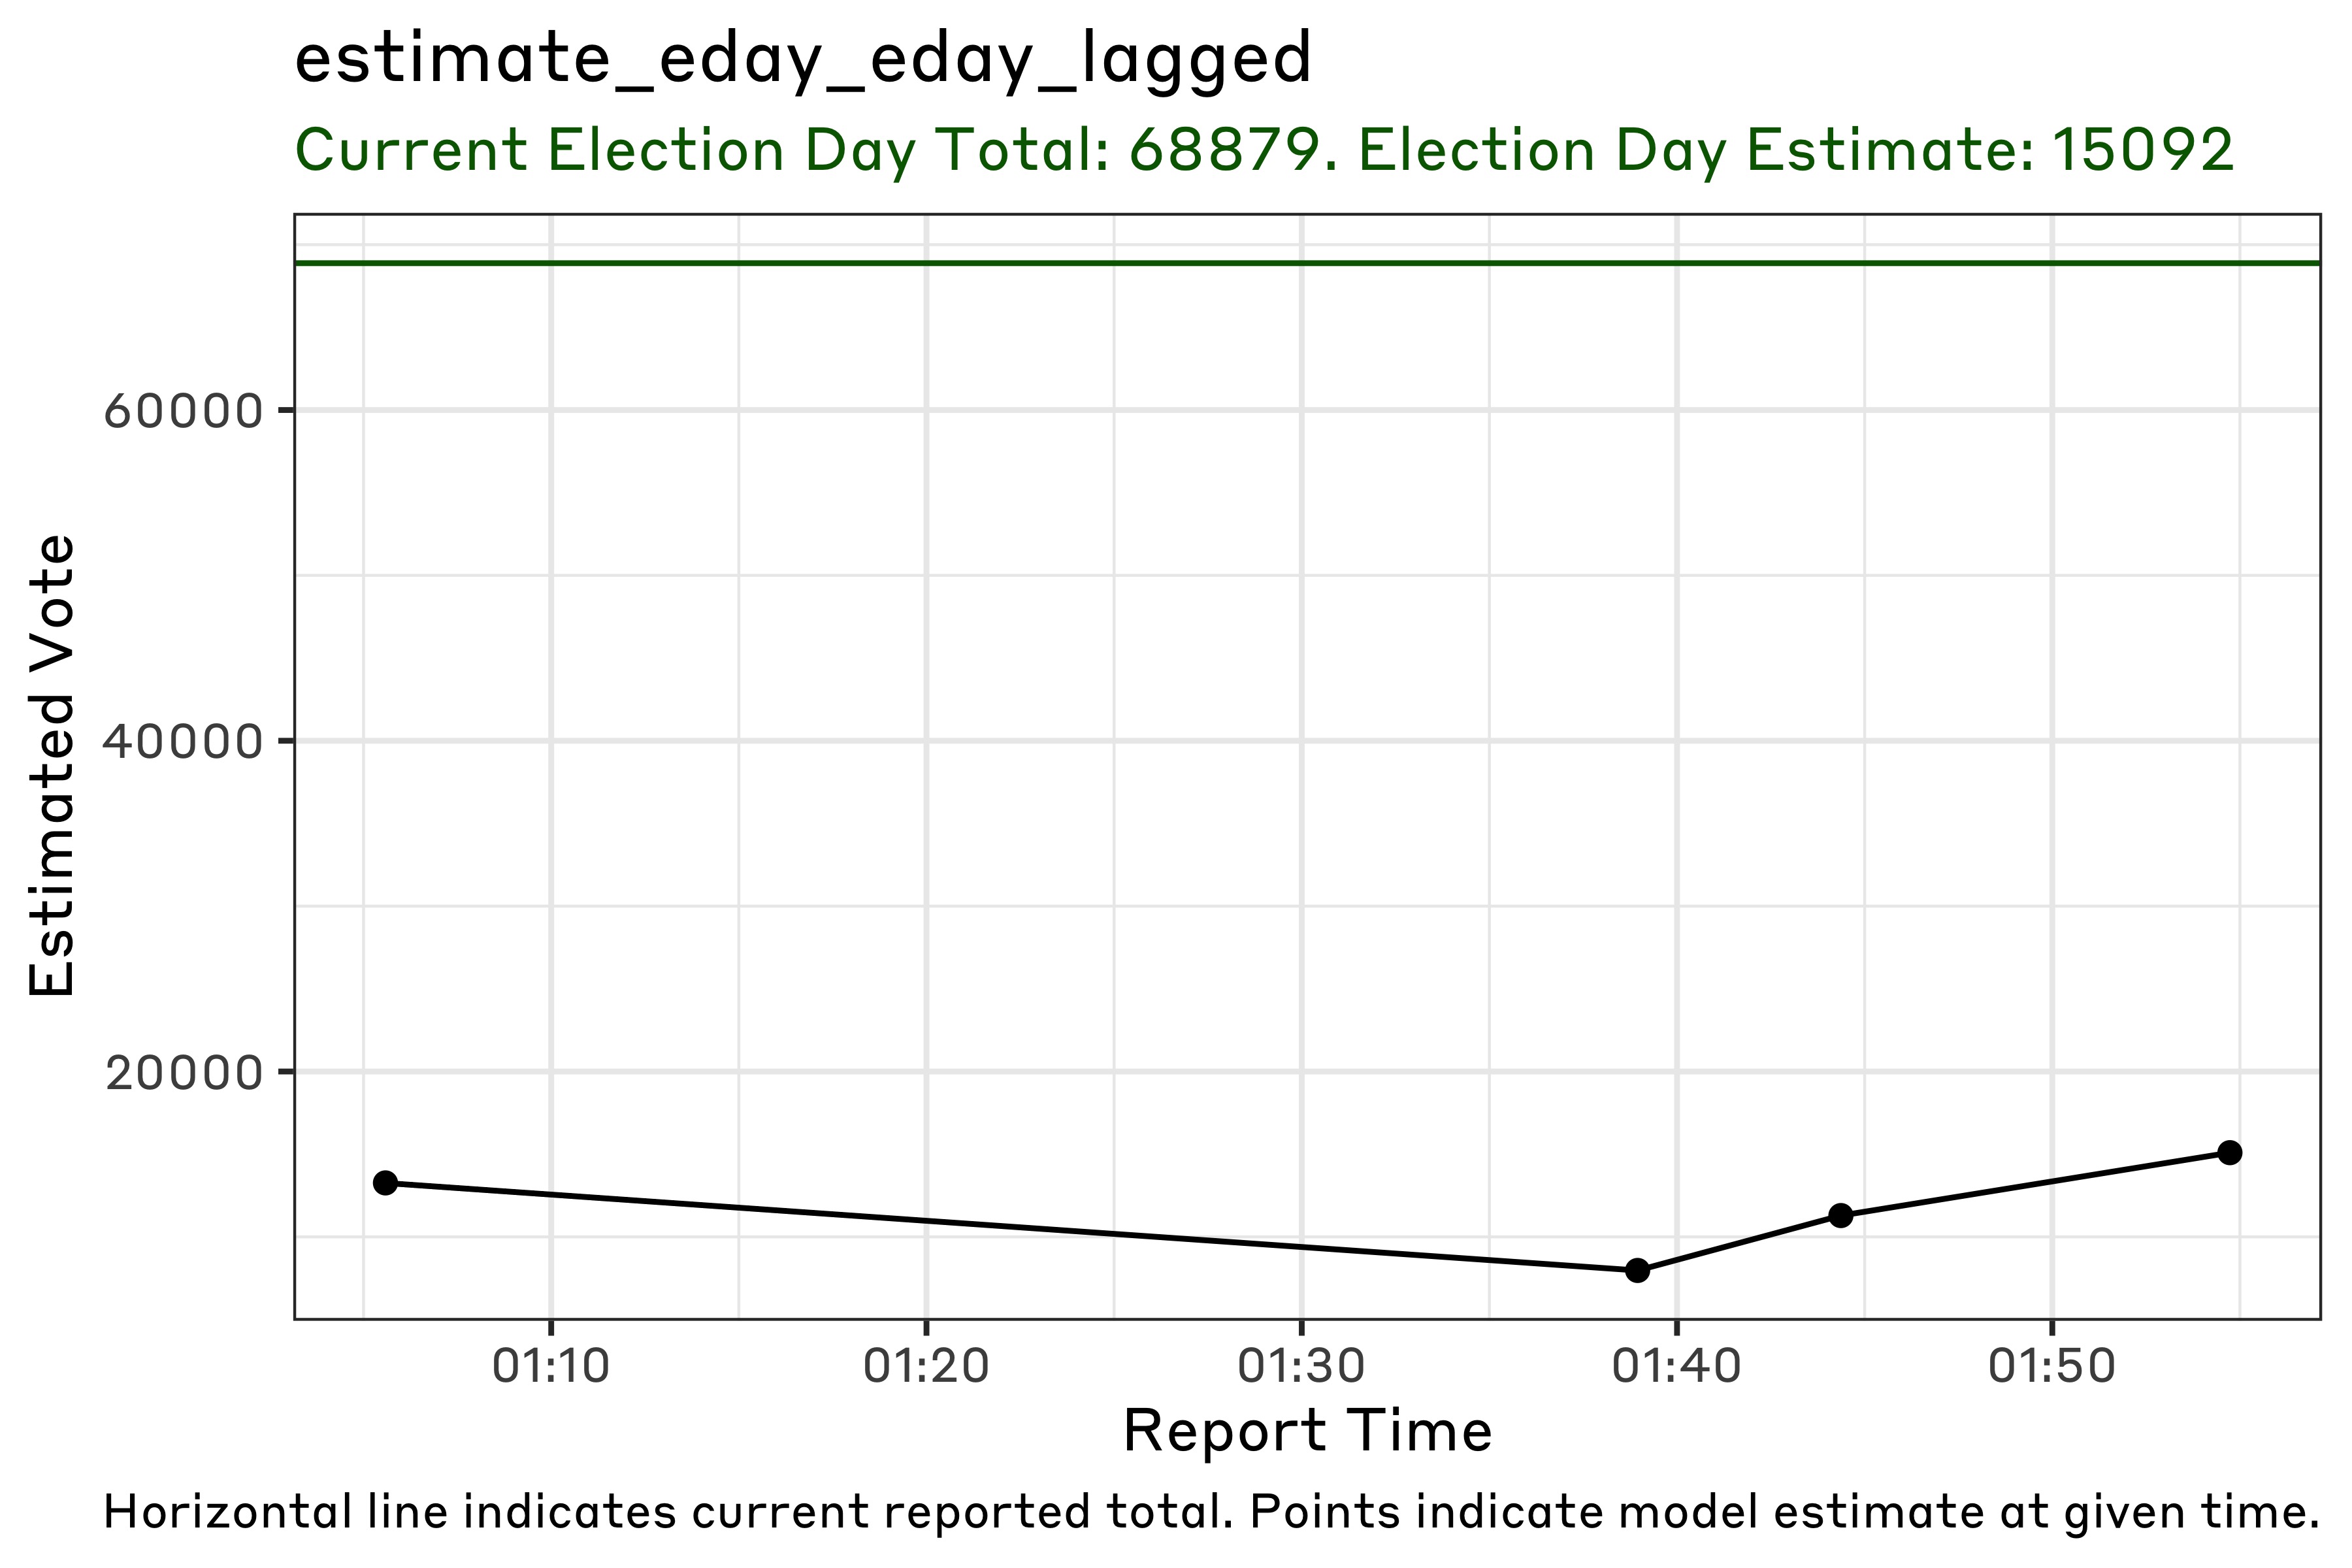 estimate_eday_eday_lagged
Current Election Day Total: 68879. Election Day Estimate: 15092
Estimated Vote
60000
40000
20000
01:10 01:20 01:30 01:40 01:50
Report Time
Horizontal line indicates current reported total. Points indicate model estimate at given time.